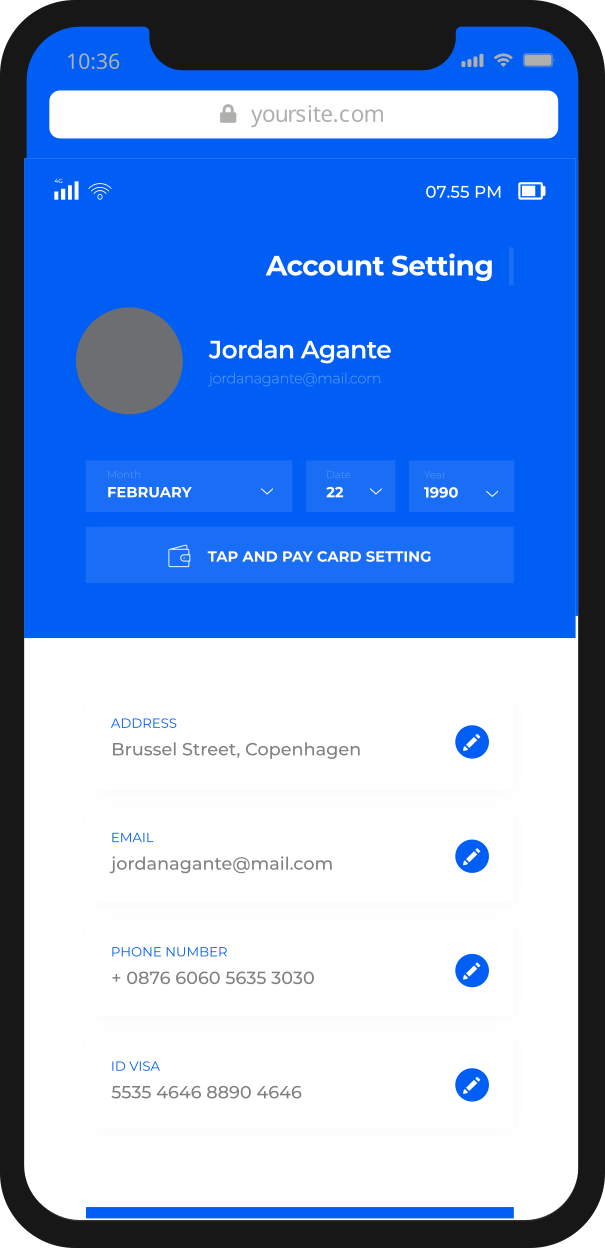 10:36
yoursite.com
4G
07.55 PM
Account Setting
Jordan Agante
jordanagante@mail.com
Month Date Year
FEBRUARY 22 1990
TAP AND PAY CARD SETTING
ADDRESS
Brussel Street, Copenhagen
EMAIL
jordanagante@mail.com
PHONE NUMBER
+ 0876 6060 5635 3030
ID VISA
5535 4646 8890 4646